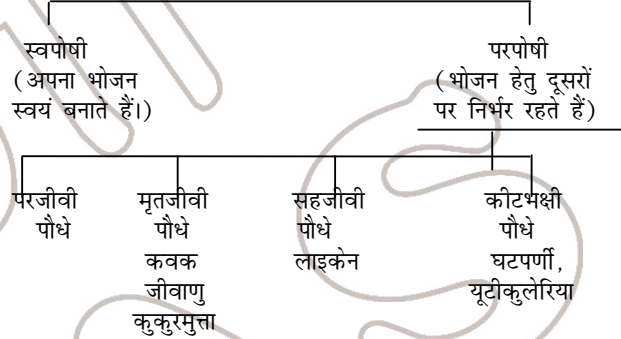 स्वपोषी
(अपना भोजन
स्वयं बनाते हैं।)
परपोषी
(भोजन हेतु दूसरों
पर निर्भर रहते हैं)
परजीवी
पौधे
मृतजीवी
पौधे
कवक
जीवाणु
कुकुरमुत्ता
सहजीवी
पौधे
लाइकेन
कीटभक्षी
पौधे
घटपर्णी,
यूटीकुलेरिया